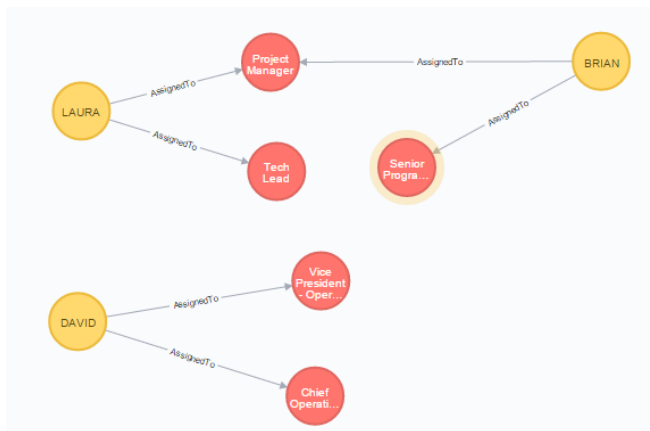 Project
Manager
AssignedTo
BRIAN
AssignedTo
LAURA
AssignedTo
AssignedTo
Tech
Lead
Senior
Progra...
Vice
President
- Oper...
AssignedTo
DAVID
AssignedTo
Chief
Operati...